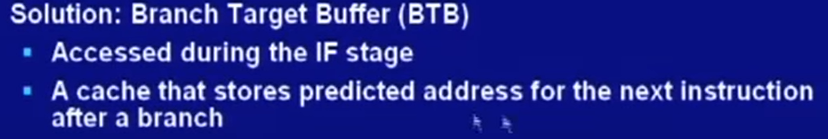 Solution: Branch Target Buffer (BTB)
▪ Accessed during the IF stage
▪ A cache that stores predicted address for the next instruction
after a branch